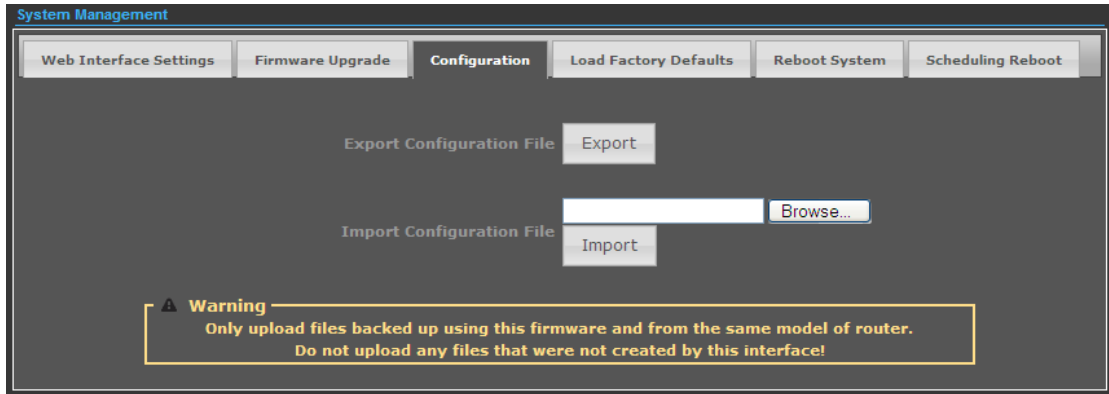 System Management
Web Interface Settings
Firmware Upgrade
Configuration
Load Factory Defaults
Reboot System
Scheduling Reboot
Export Configuration File
Export
Browse...
Import Configuration File
Import
Warning
Only upload files backed up using this firmware and from the same model of router.
Do not upload any files that were not created by this interface!